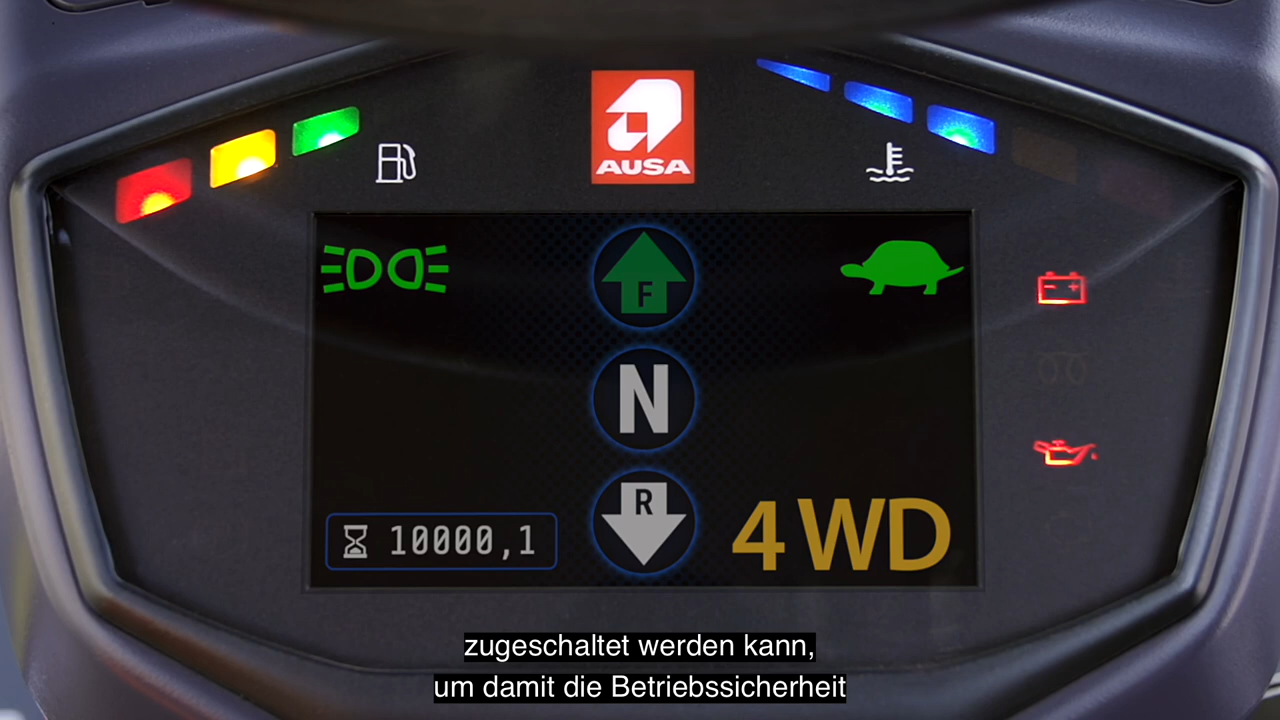 AUSA
F
N
R
10000,1
4WD
zugeschaltet werden kann,
um damit die Betriebssicherheit